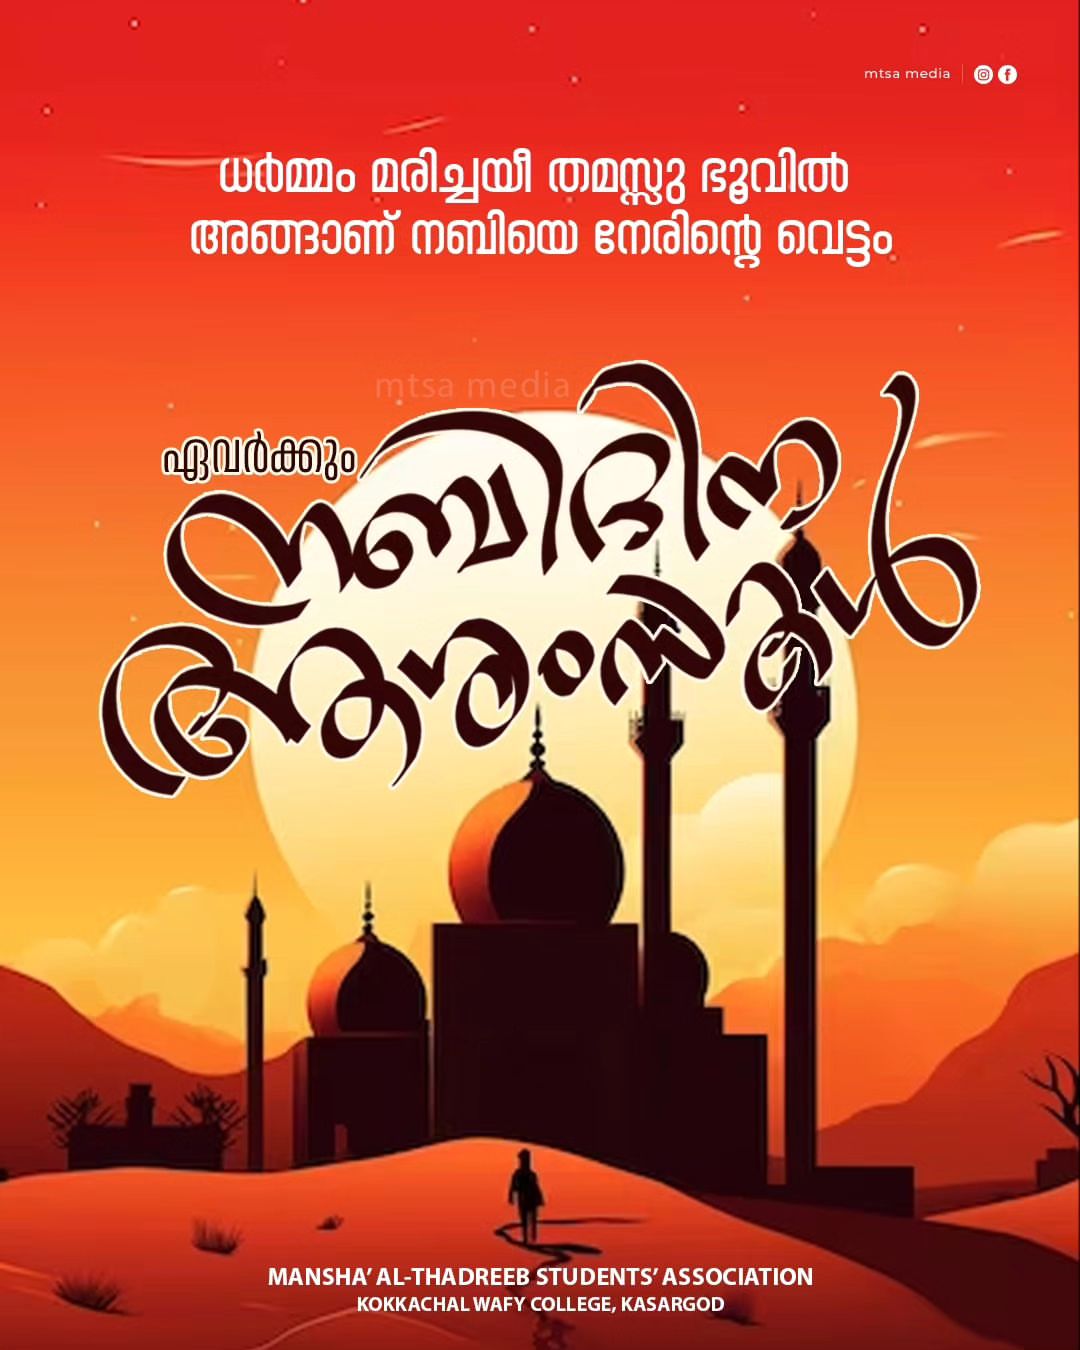 mtsa media
ധർമ്മം മരിച്ചയീ തമസ്സു ഭൂവിൽ
അങ്ങാണ് നബിയെ നേരിന്റെ വെട്ടം
mtsa media
ഏവർക്കും
നബിദിന
ആശംസകൾ
MANSHA’ AL-THADREEB STUDENTS’ ASSOCIATION
KOKKACHAL WAFY COLLEGE, KASARGOD